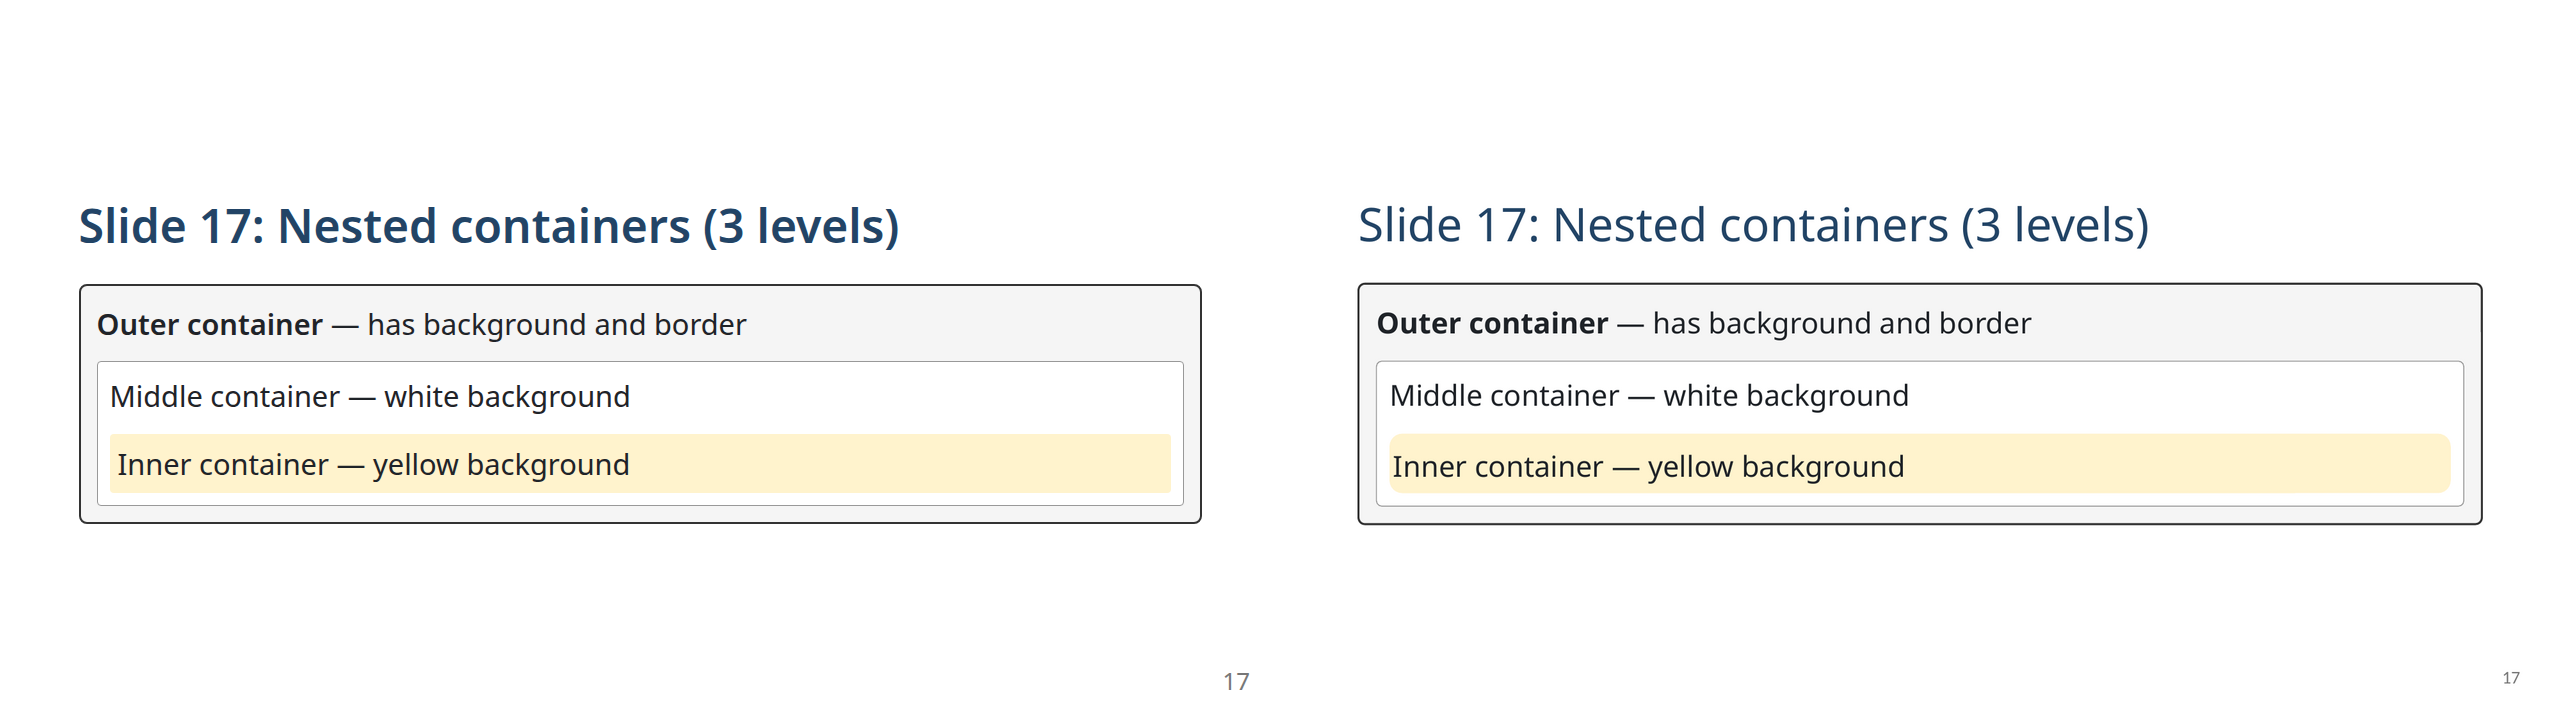 Slide 17: Nested containers (3 levels)
Outer container — has background and border
Middle container — white background
Inner container — yellow background
17
Slide 17: Nested containers (3 levels)
Outer container — has background and border
Middle container — white background
Inner container — yellow background
17